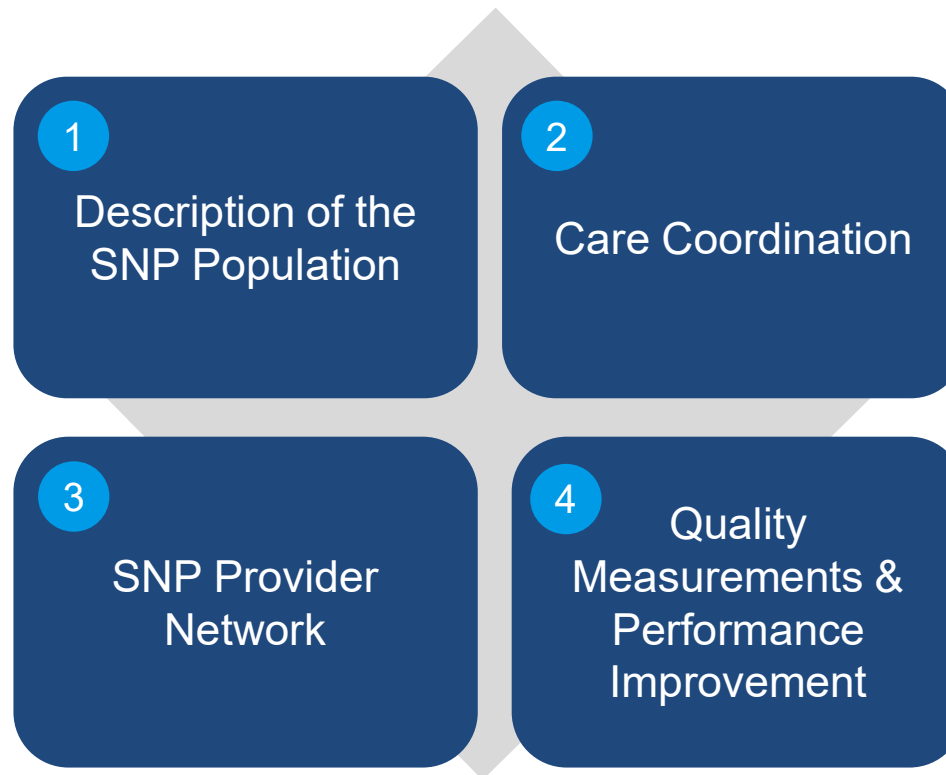 1
Description of the
SNP Population
2
Care Coordination
3
SNP Provider
Network
4
Quality
Measurements &
Performance
Improvement